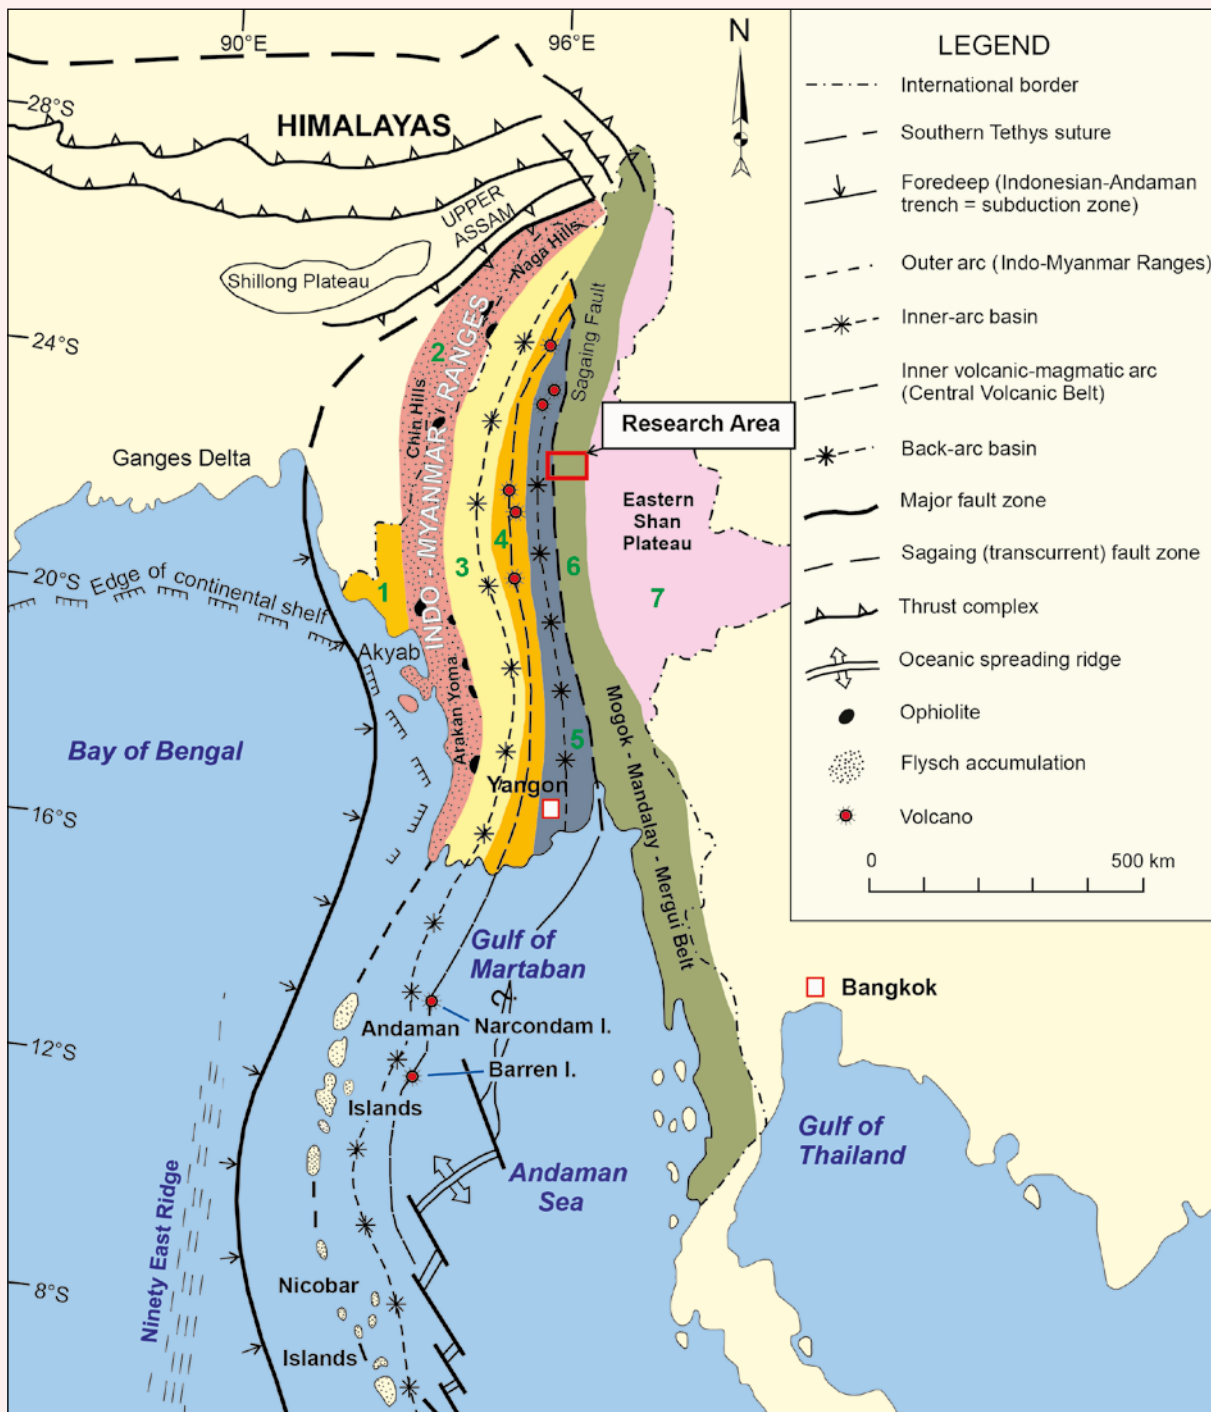 90°E
96°E
N
28°S
HIMALAYAS
UPPER
ASSAM
Naga Hills
Shillong Plateau
24°S
2
INDO - MYANMAR RANGES
Chin Hills
Sagaing Fault
Research Area
Ganges Delta
Eastern
Shan
Plateau
20°S
Edge of continental shelf
1
3
4
6
7
Akyab
Arakan Yoma
Bay of Bengal
5
Mogok - Mandalay - Mergui Belt
Yangon
16°S
Gulf of
Martaban
?
Bangkok
Andaman
Narcondam I.
12°S
Barren I.
Islands
Gulf of
Thailand
Andaman
Sea
Ninety East Ridge
Nicobar
8°S
Islands
LEGEND
International border
Southern Tethys suture
Foredeep (Indonesian-Andaman
trench = subduction zone)
Outer arc (Indo-Myanmar Ranges)
Inner-arc basin
Inner volcanic-magmatic arc
(Central Volcanic Belt)
Back-arc basin
Major fault zone
Sagaing (transcurrent) fault zone
Thrust complex
Oceanic spreading ridge
Ophiolite
Flysch accumulation
Volcano
0
500 km